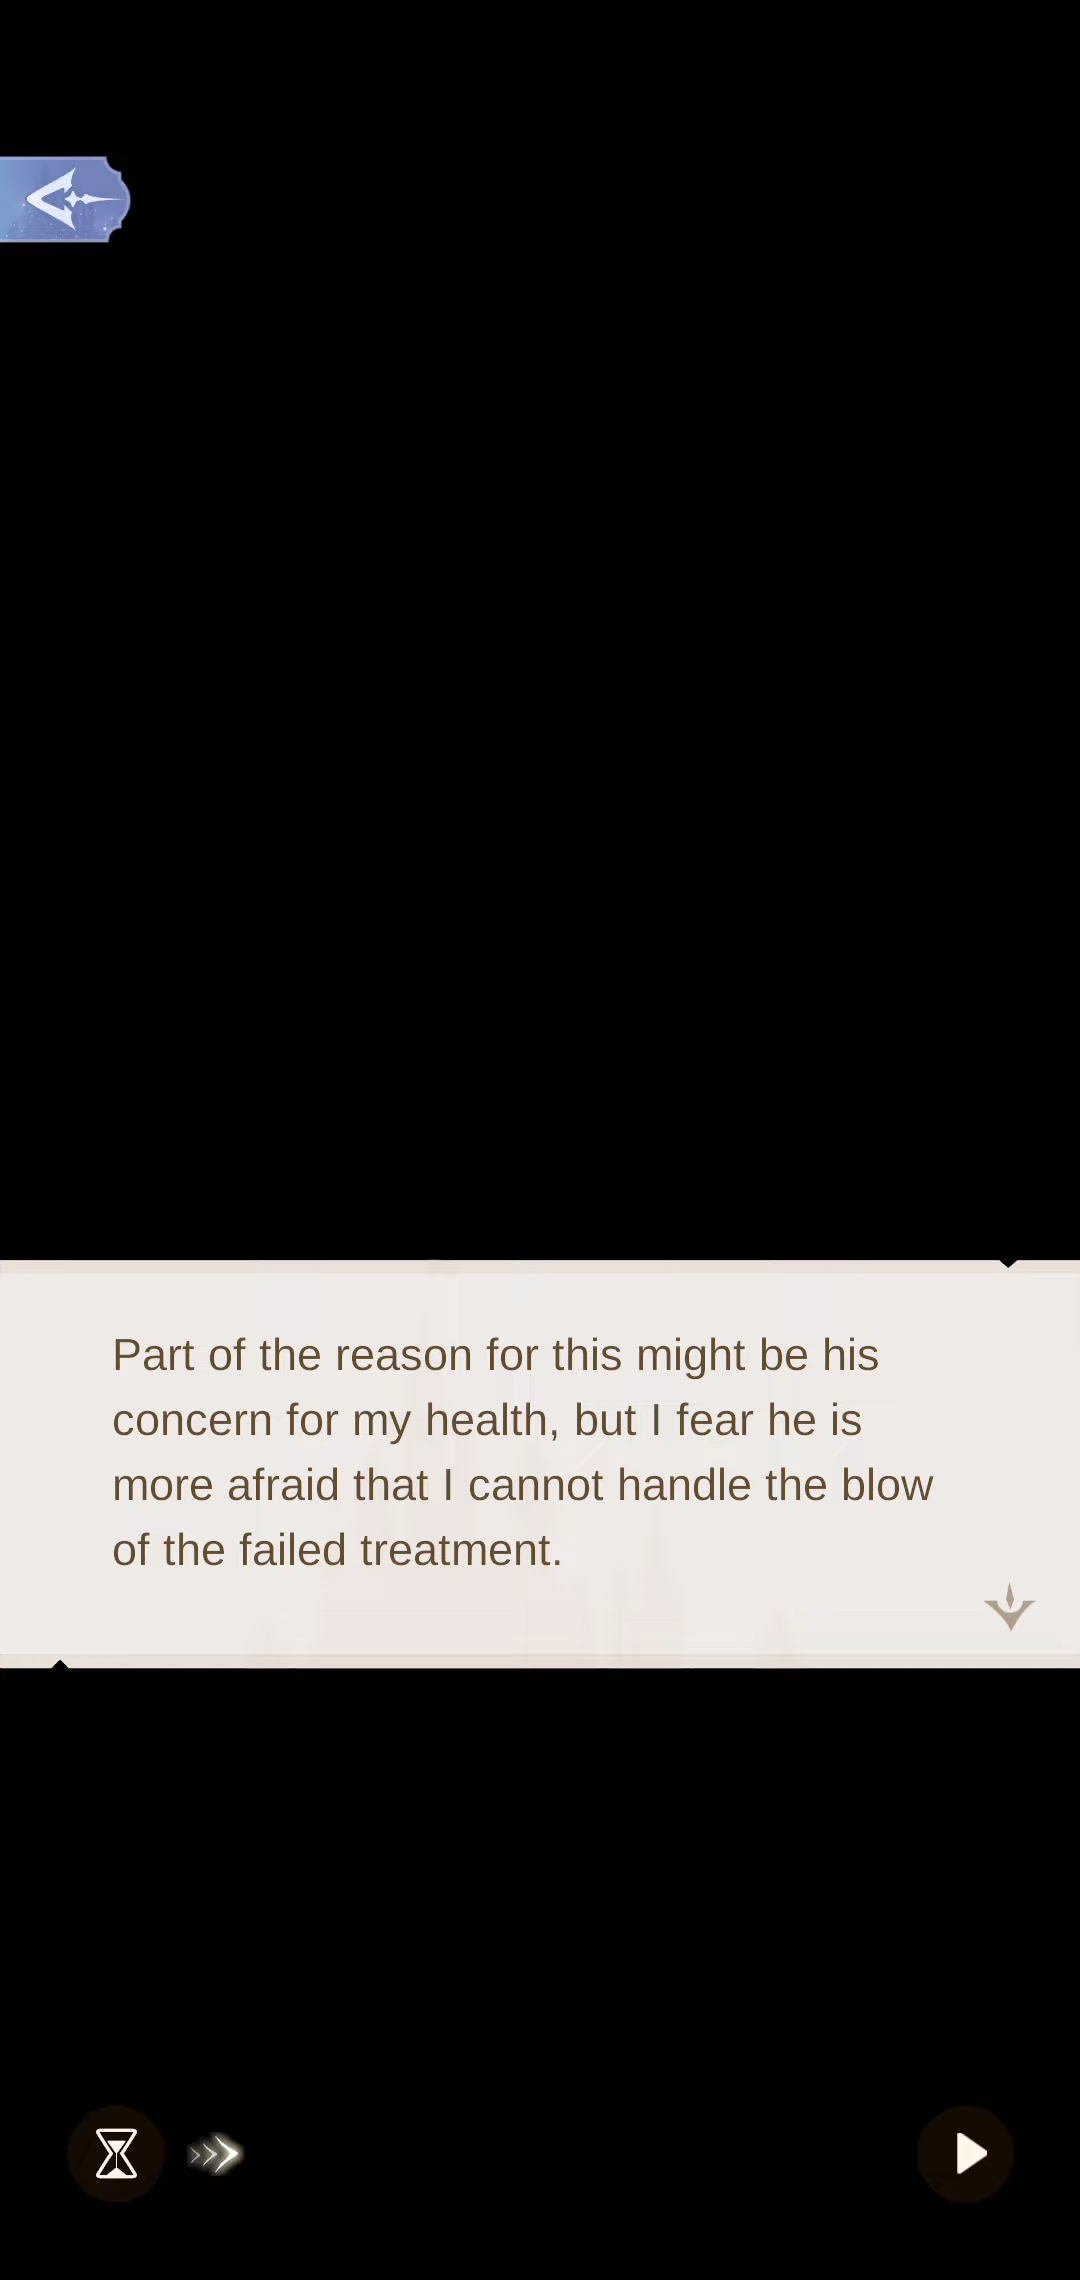 Part of the reason for this might be his
concern for my health, but I fear he is
more afraid that I cannot handle the blow
of the failed treatment.